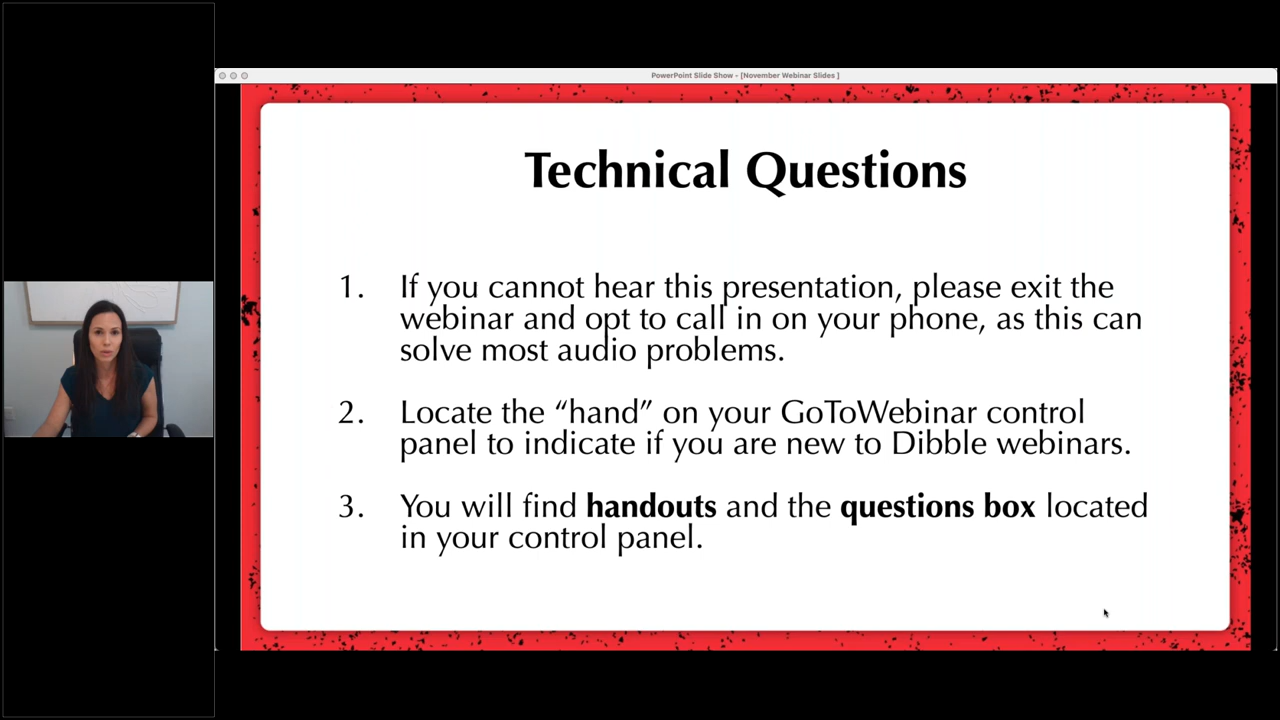 PowerPoint Slide Show - [November Webinar Slides ]
Technical Questions
1. If you cannot hear this presentation, please exit the
webinar and opt to call in on your phone, as this can
solve most audio problems.
2. Locate the “hand” on your GoToWebinar control
panel to indicate if you are new to Dibble webinars.
3. You will find handouts and the questions box located
in your control panel.